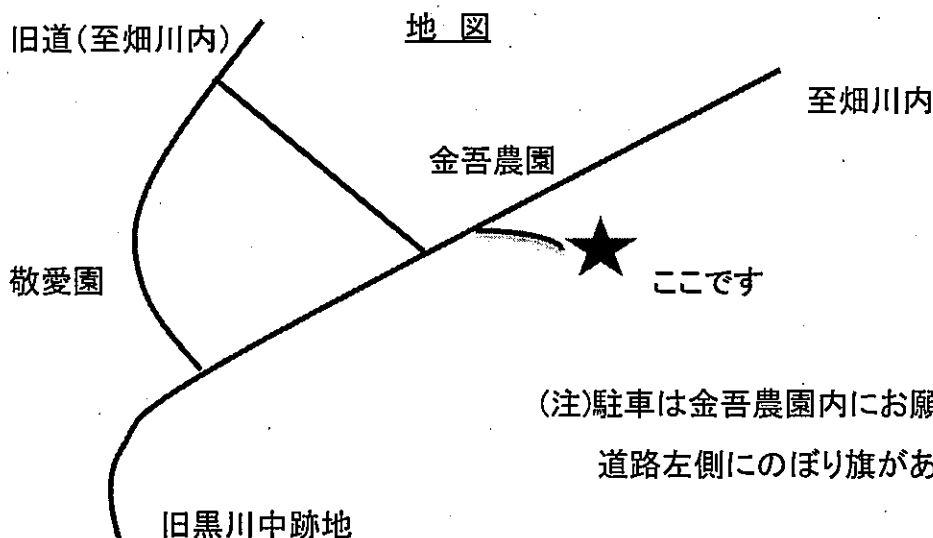 地 図
旧道(至畑川内)
至畑川内
金吾農園
敬愛園
ここです
(注)駐車は金吾農園内にお願
道路左側にのぼり旗があ
旧黒川中跡地